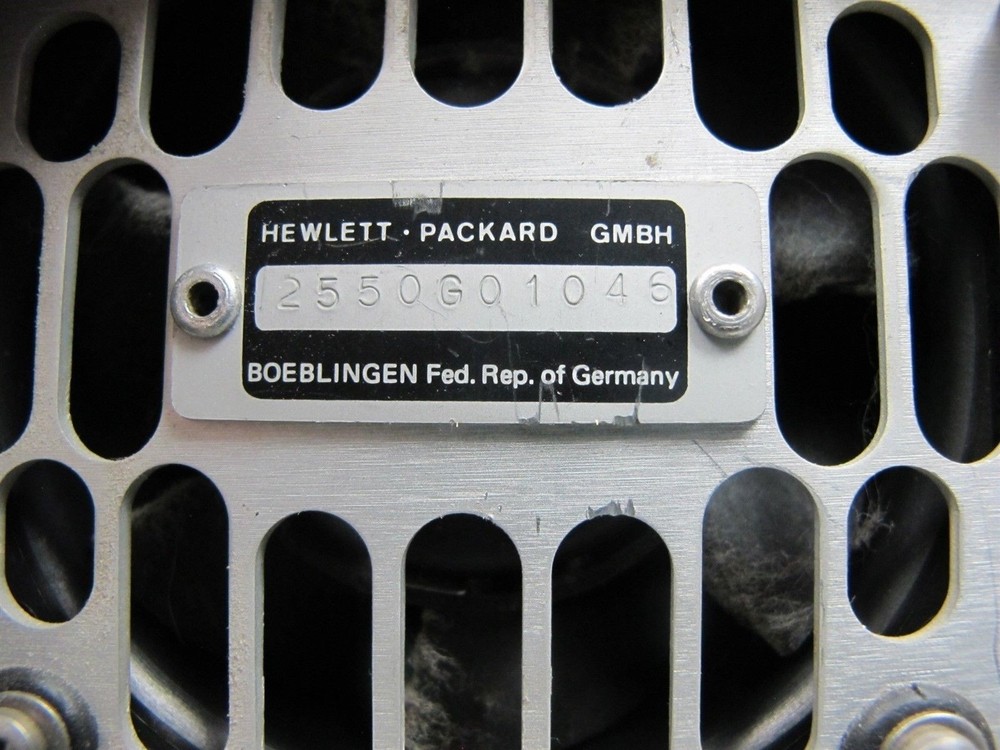 HEWLETT · PACKARD GMBH
2550G01046
BOEBLINGEN Fed. Rep. of Germany